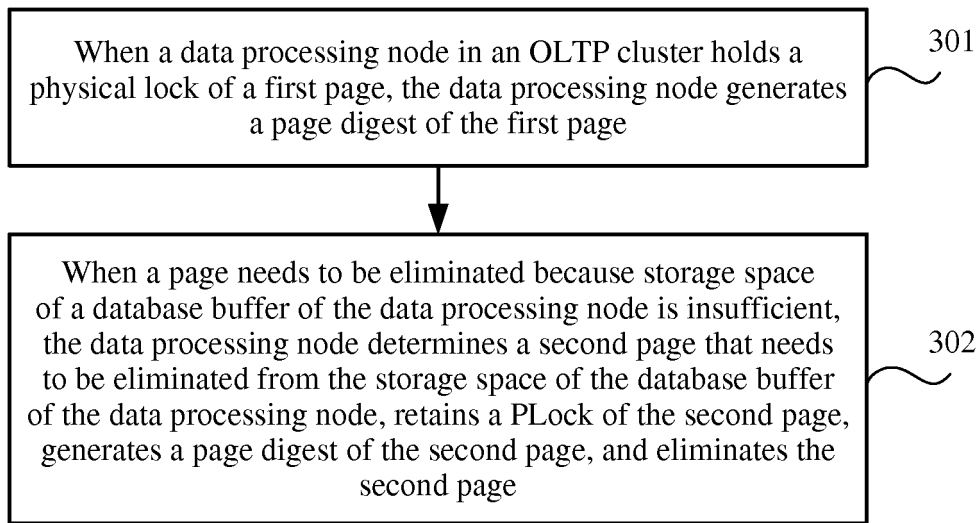 When a data processing node in an OLTP cluster holds a
physical lock of a first page, the data processing node generates
a page digest of the first page
301
When a page needs to be eliminated because storage space
of a database buffer of the data processing node is insufficient,
the data processing node determines a second page that needs
to be eliminated from the storage space of the database buffer
of the data processing node, retains a PLock of the second page,
generates a page digest of the second page, and eliminates the
second page
302